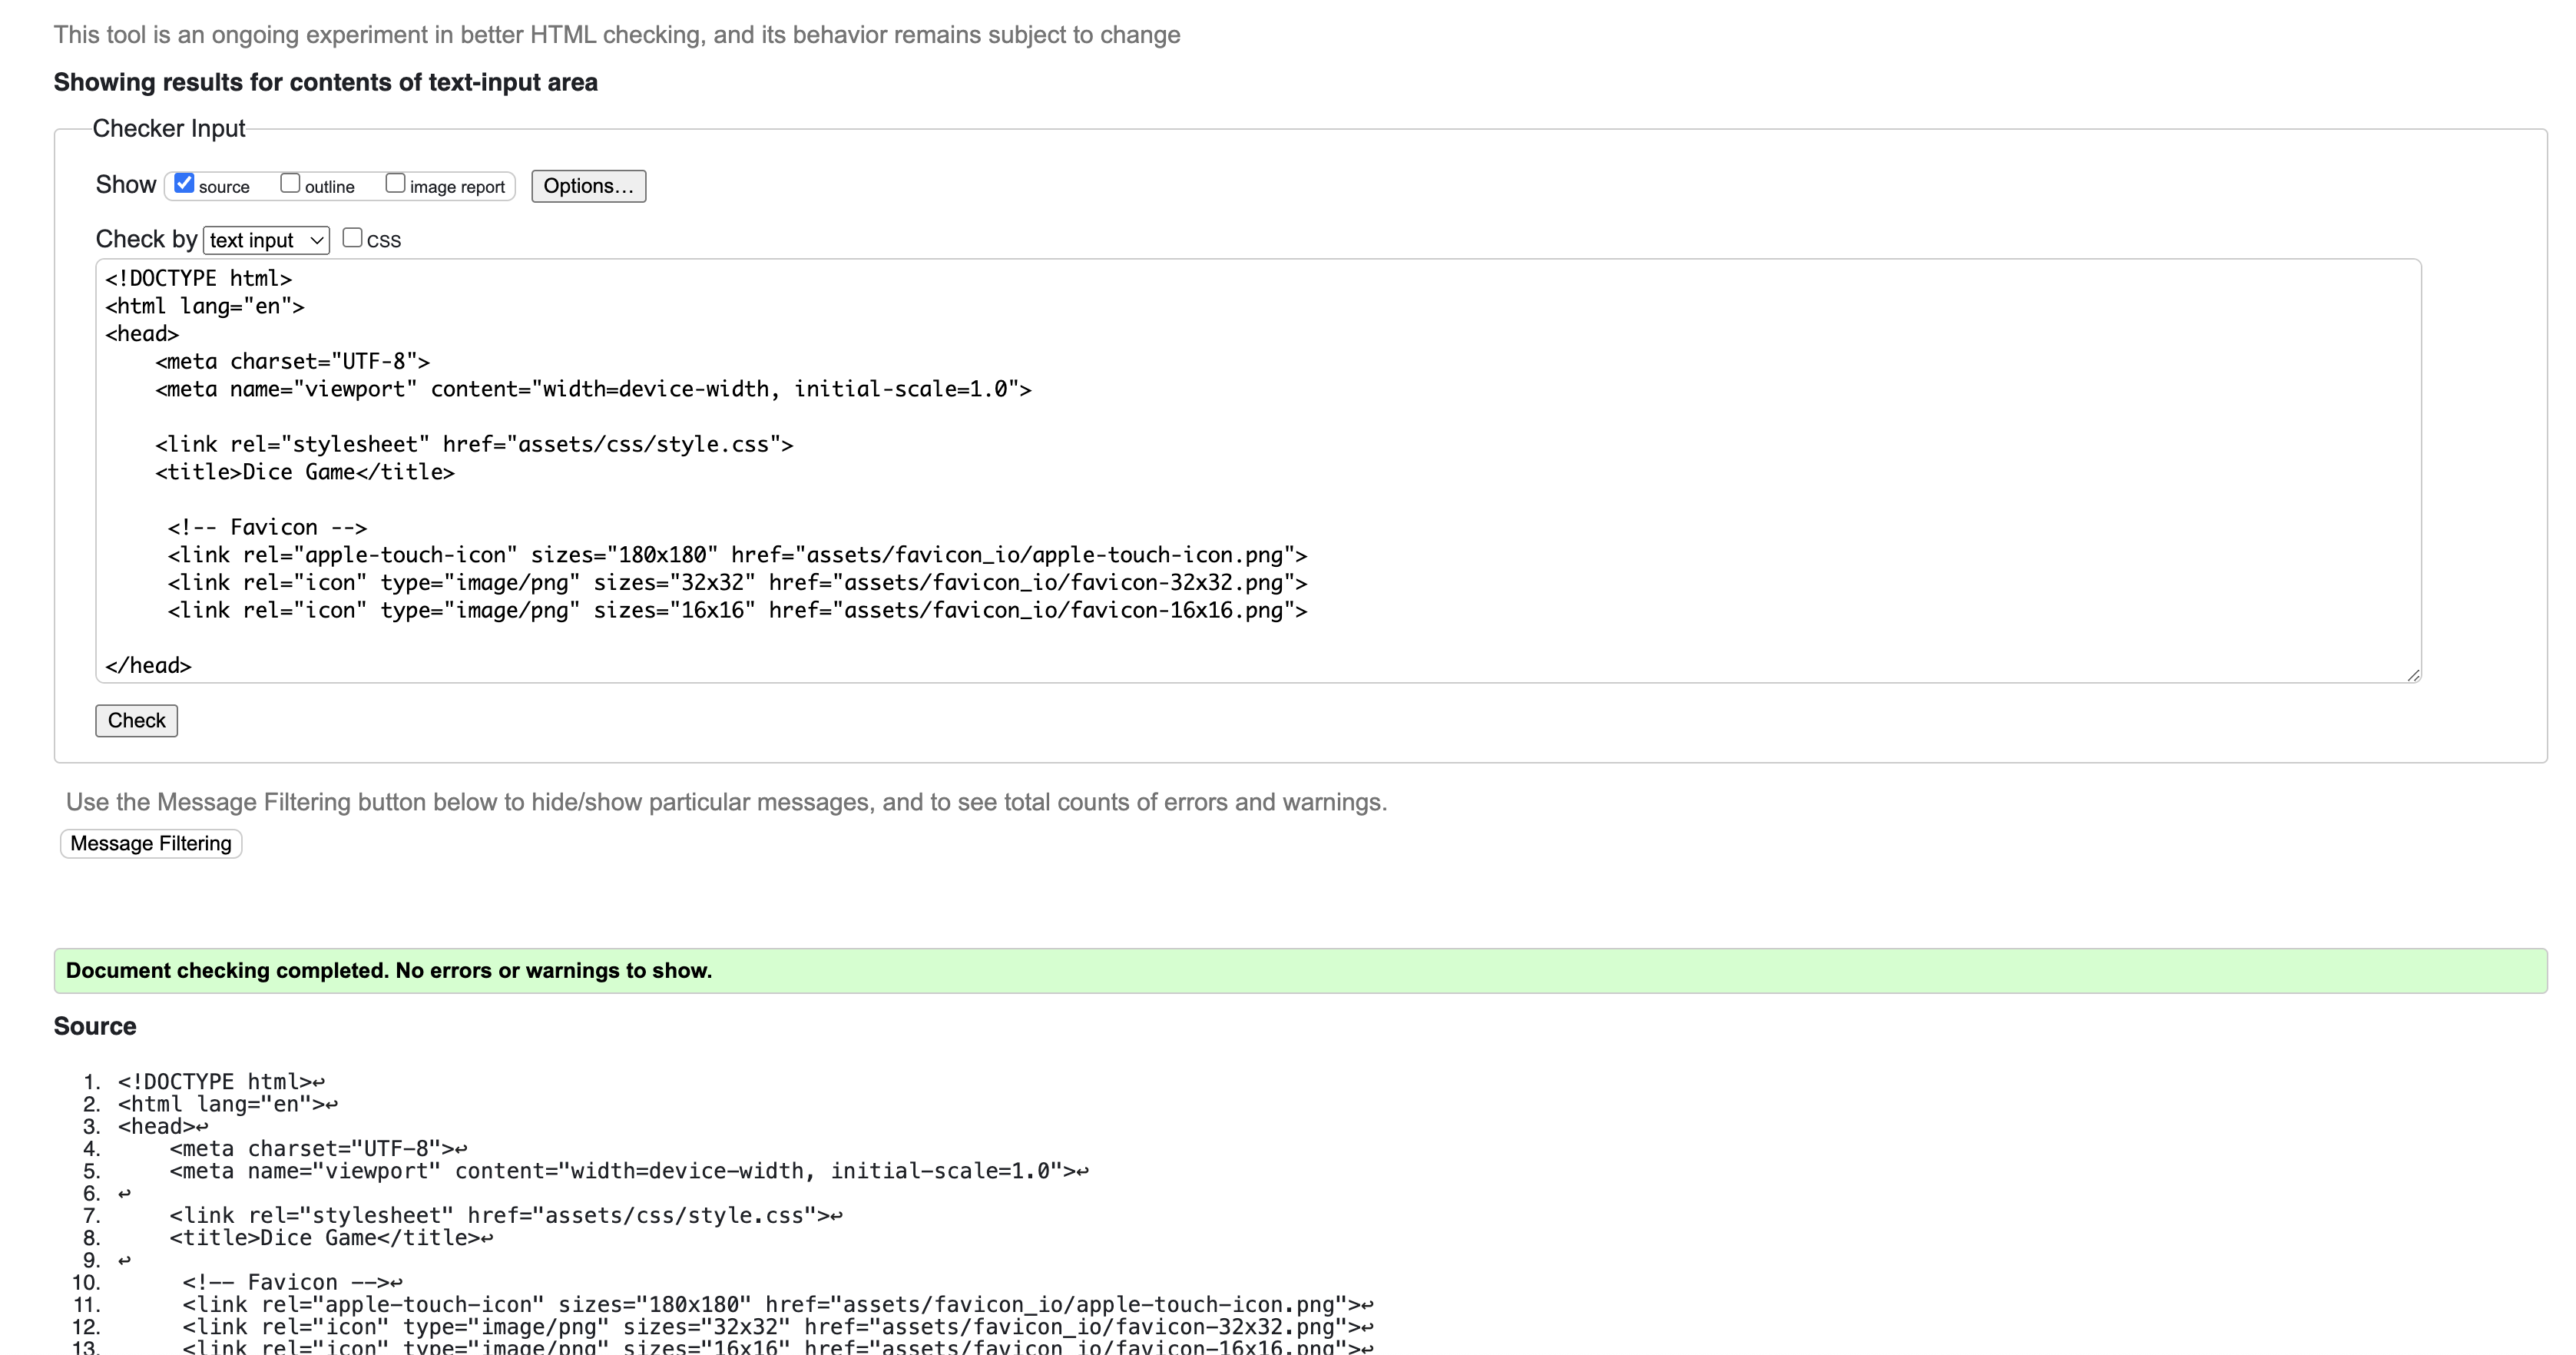 This tool is an ongoing experiment in better HTML checking, and its behavior remains subject to change
Showing results for contents of text-input area
Checker Input
Show source outline image report Options...
Check by text input CSS
<!DOCTYPE html>
<html lang="en">
<head>
    <meta charset="UTF-8">
    <meta name="viewport" content="width=device-width, initial-scale=1.0">
    <link rel="stylesheet" href="assets/css/style.css">
    <title>Dice Game</title>
     <!-- Favicon -->
     <link rel="apple-touch-icon" sizes="180x180" href="assets/favicon_io/apple-touch-icon.png">
     <link rel="icon" type="image/png" sizes="32x32" href="assets/favicon_io/favicon-32x32.png">
     <link rel="icon" type="image/png" sizes="16x16" href="assets/favicon_io/favicon-16x16.png">
</head>
Check
Use the Message Filtering button below to hide/show particular messages, and to see total counts of errors and warnings.
Message Filtering
Document checking completed. No errors or warnings to show.
Source
1. <!DOCTYPE html>↩
2. <html lang="en">↩
3. <head>↩
4.     <meta charset="UTF-8">↩
5.     <meta name="viewport" content="width=device-width, initial-scale=1.0">↩
6. ↩
7.     <link rel="stylesheet" href="assets/css/style.css">↩
8.     <title>Dice Game</title>↩
9. ↩
10.      <!-- Favicon -->↩
11.      <link rel="apple-touch-icon" sizes="180x180" href="assets/favicon_io/apple-touch-icon.png">↩
12.      <link rel="icon" type="image/png" sizes="32x32" href="assets/favicon_io/favicon-32x32.png">↩
13.      <link rel="icon" type="image/png" sizes="16x16" href="assets/favicon_io/favicon-16x16.png">↩